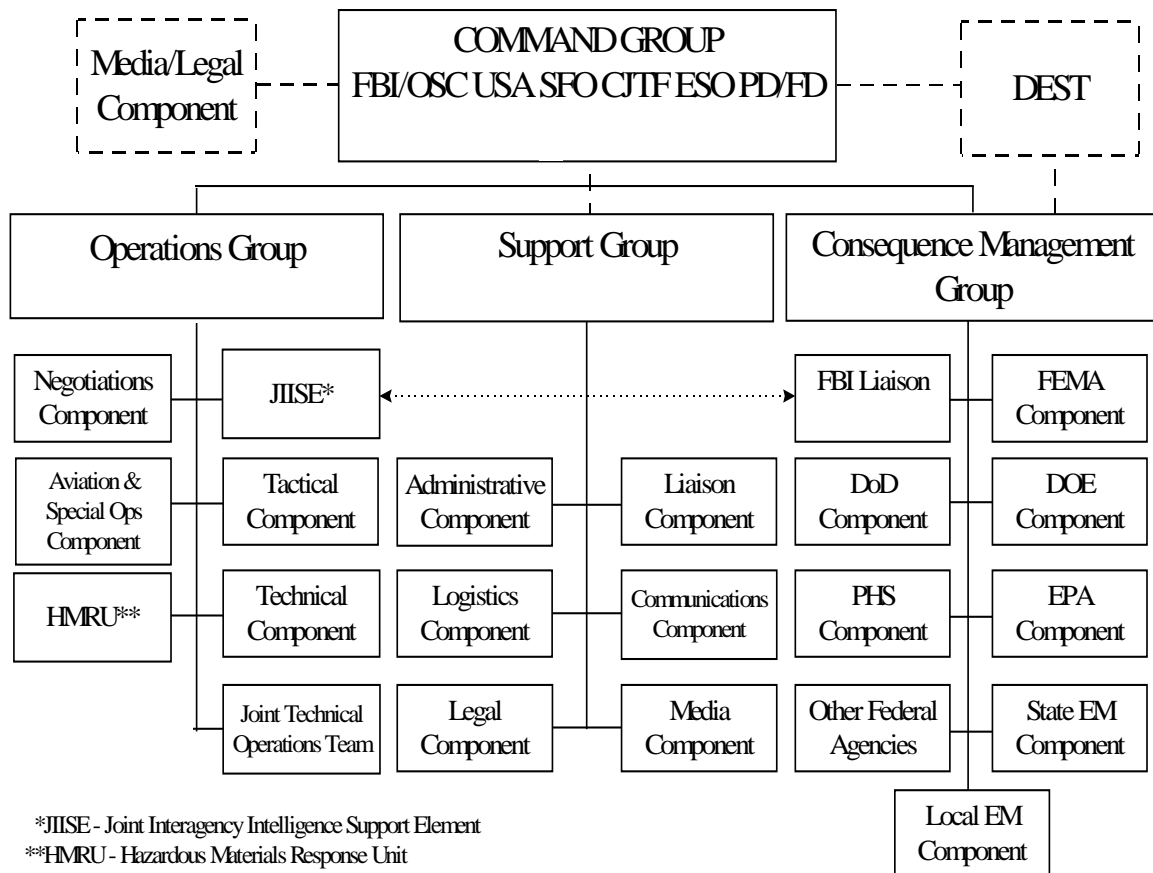 Media/Legal
Component
COMMAND GROUP
FBI/OSC USA SFO CJTF ESO PD/FD
DEST
Operations Group
Support Group
Consequence Management
Group
Negotiations
Component
JIISE*
FBI Liaison
FEMA
Component
Aviation &
Special Ops
Component
Tactical
Component
Administrative
Component
Liaison
Component
DoD
Component
DOE
Component
HMRU**
Technical
Component
Logistics
Component
Communications
Component
PHS
Component
EPA
Component
Joint Technical
Operations Team
Legal
Component
Media
Component
Other Federal
Agencies
State EM
Component
Local EM
Component
*JIISE - Joint Interagency Intelligence Support Element
**HMRU - Hazardous Materials Response Unit